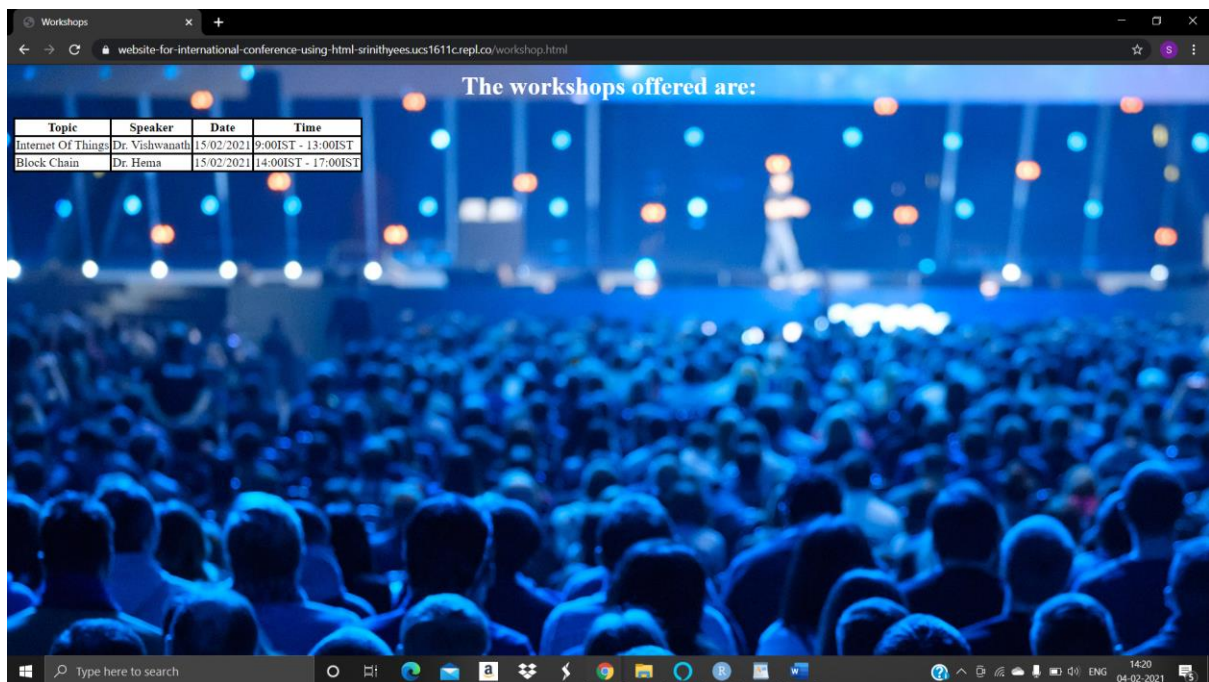 Workshops
website-for-international-conference-using-html-srinithyees.ucs1611c.repl.co/workshop.html
S
The workshops offered are:
Topic Speaker Date Time
Internet Of Things Dr. Vishwanath 15/02/2021 9:00IST - 13:00IST
Block Chain Dr. Hema 15/02/2021 14:00IST - 17:00IST
Type here to search
a
R
W
ENG
14:20
04-02-2021
5